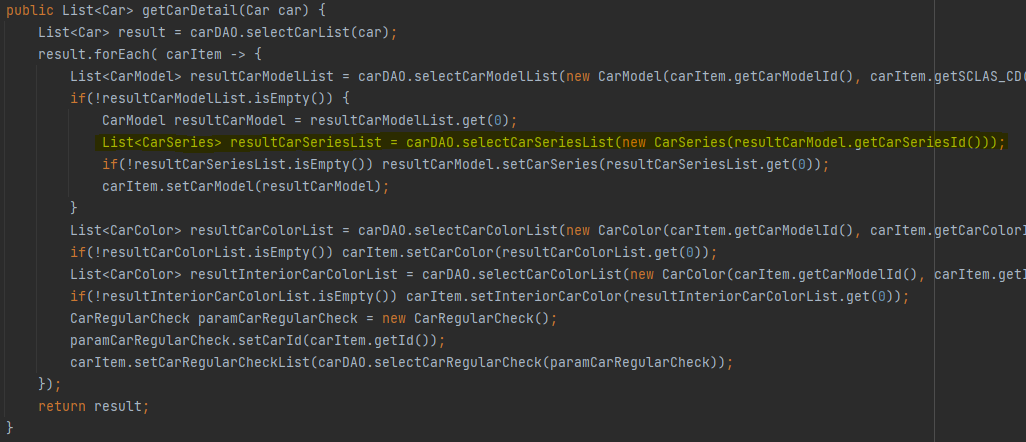 public List<Car> getCarDetail(Car car) {
List<Car> result = carDAO.selectCarList(car);
result.forEach( carItem -> {
List<CarModel> resultCarModelList = carDAO.selectCarModelList(new CarModel(carItem.getCarModelId(), carItem.getSCLAS_CD(
if(!resultCarModelList.isEmpty()) {
CarModel resultCarModel = resultCarModelList.get(0);
List<CarSeries> resultCarSeriesList = carDAO.selectCarSeriesList(new CarSeries(resultCarModel.getCarSeriesId()));
if(!resultCarSeriesList.isEmpty()) resultCarModel.setCarSeries(resultCarSeriesList.get(0));
carItem.setCarModel(resultCarModel);
}
List<CarColor> resultCarColorList = carDAO.selectCarColorList(new CarColor(carItem.getCarModelId(), carItem.getCarColorI
if(!resultCarColorList.isEmpty()) carItem.setCarColor(resultCarColorList.get(0));
List<CarColor> resultInteriorCarColorList = carDAO.selectCarColorList(new CarColor(carItem.getCarModelId(), carItem.getI
if(!resultInteriorCarColorList.isEmpty()) carItem.setInteriorCarColor(resultInteriorCarColorList.get(0));
CarRegularCheck paramCarRegularCheck = new CarRegularCheck();
paramCarRegularCheck.setCarId(carItem.getId());
carItem.setCarRegularCheckList(carDAO.selectCarRegularCheck(paramCarRegularCheck));
});
return result;
}